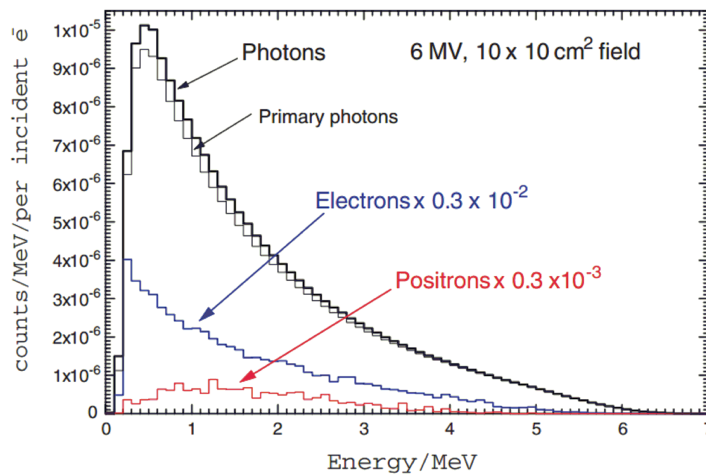 counts/MeV/per incident ē
1x10⁻⁵
9x10⁻⁶
8x10⁻⁶
7x10⁻⁶
6x10⁻⁶
5x10⁻⁶
4x10⁻⁶
3x10⁻⁶
2x10⁻⁶
1x10⁻⁶
0
6 MV, 10 x 10 cm² field
Photons
Primary photons
Electrons x 0.3 x 10⁻²
Positrons x 0.3 x10⁻³
0 1 2 3 4 5 6 7
Energy/MeV